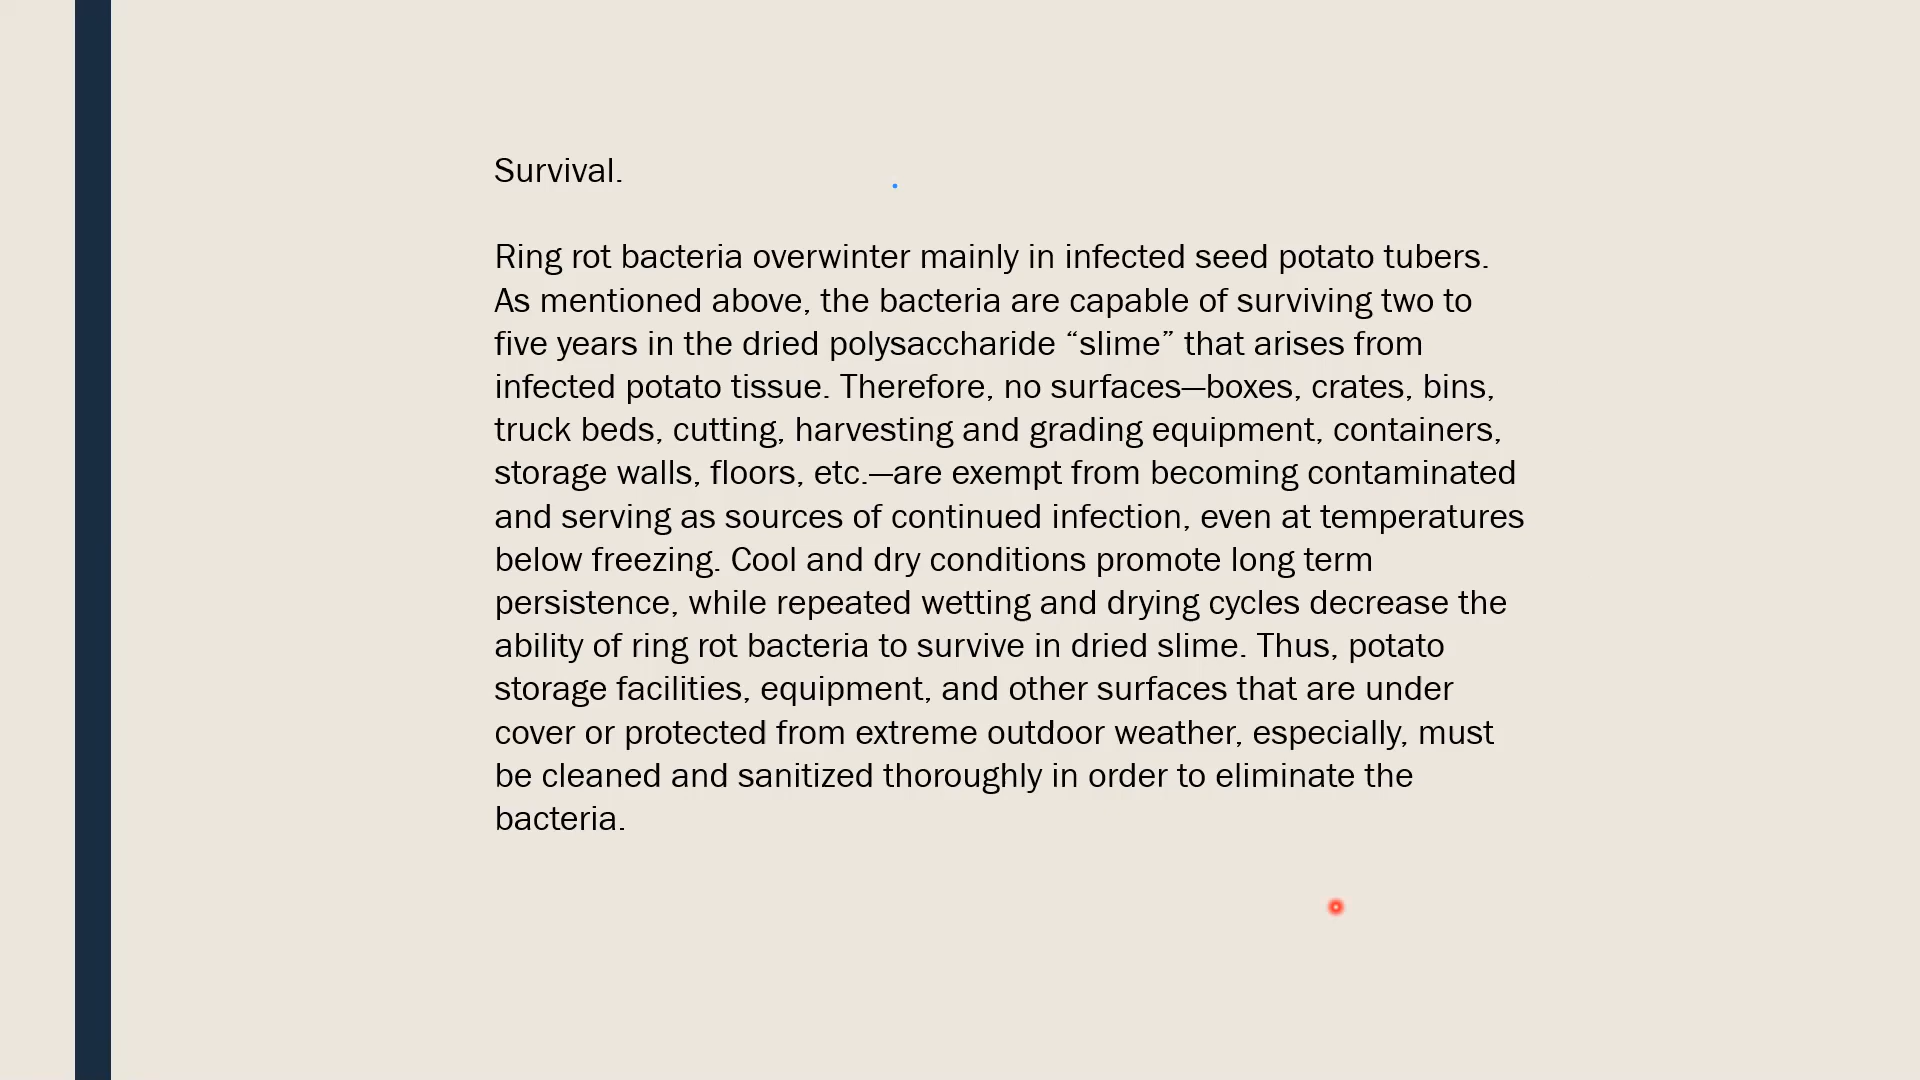 Survival.
Ring rot bacteria overwinter mainly in infected seed potato tubers.
As mentioned above, the bacteria are capable of surviving two to
five years in the dried polysaccharide “slime” that arises from
infected potato tissue. Therefore, no surfaces—boxes, crates, bins,
truck beds, cutting, harvesting and grading equipment, containers,
storage walls, floors, etc.—are exempt from becoming contaminated
and serving as sources of continued infection, even at temperatures
below freezing. Cool and dry conditions promote long term
persistence, while repeated wetting and drying cycles decrease the
ability of ring rot bacteria to survive in dried slime. Thus, potato
storage facilities, equipment, and other surfaces that are under
cover or protected from extreme outdoor weather, especially, must
be cleaned and sanitized thoroughly in order to eliminate the
bacteria.